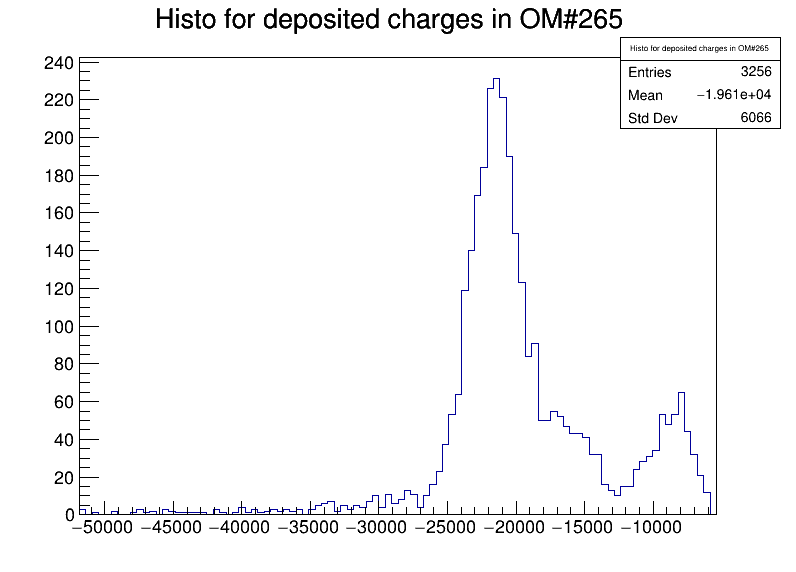 Histo for deposited charges in OM#265
Histo for deposited charges in OM#265
Entries 3256
Mean −1.961e+04
Std Dev 6066
240
220
200
180
160
140
120
100
80
60
40
20
0
−50000 −45000 −40000 −35000 −30000 −25000 −20000 −15000 −10000